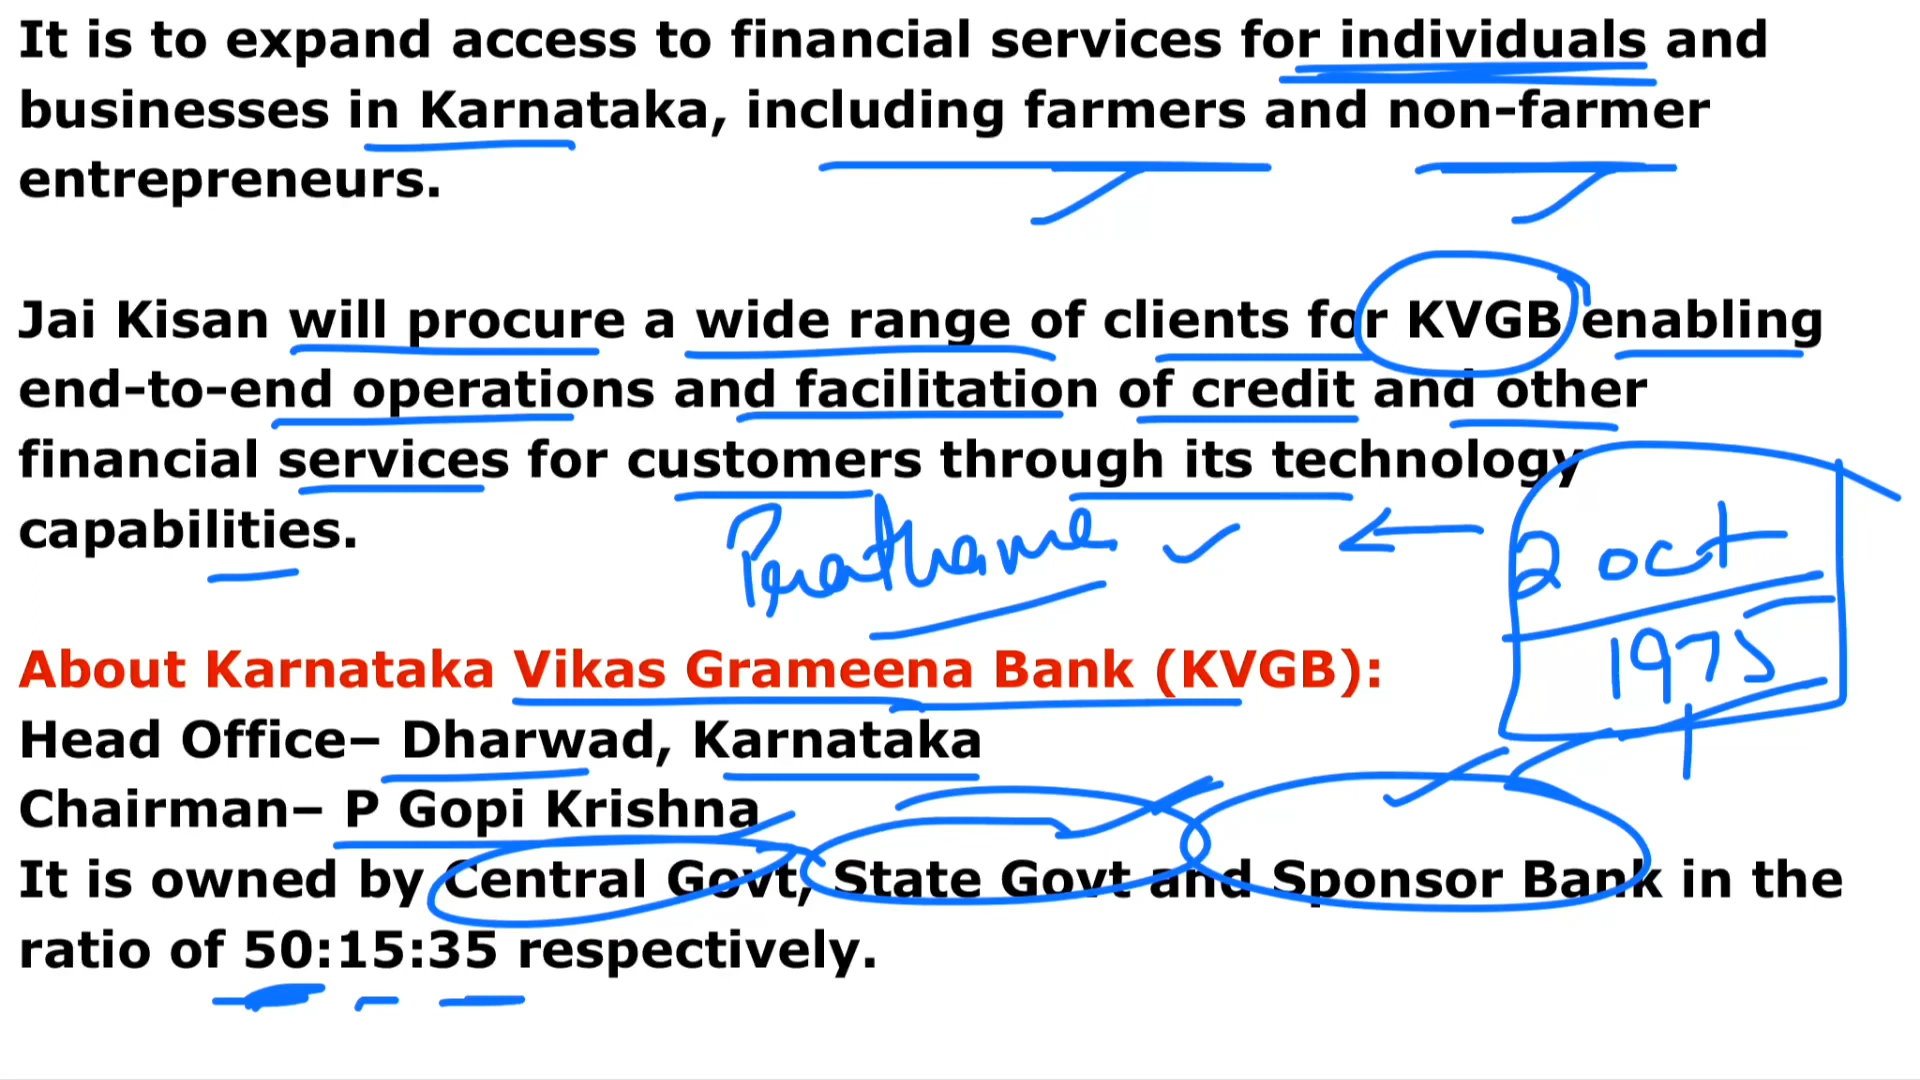 It is to expand access to financial services for individuals and
businesses in Karnataka, including farmers and non-farmer
entrepreneurs.
Jai Kisan will procure a wide range of clients for KVGB enabling
end-to-end operations and facilitation of credit and other
financial services for customers through its technology
capabilities.
Perathama
2 oct
1975
About Karnataka Vikas Grameena Bank (KVGB):
Head Office– Dharwad, Karnataka
Chairman– P Gopi Krishna
It is owned by Central Govt, State Govt and Sponsor Bank in the
ratio of 50:15:35 respectively.